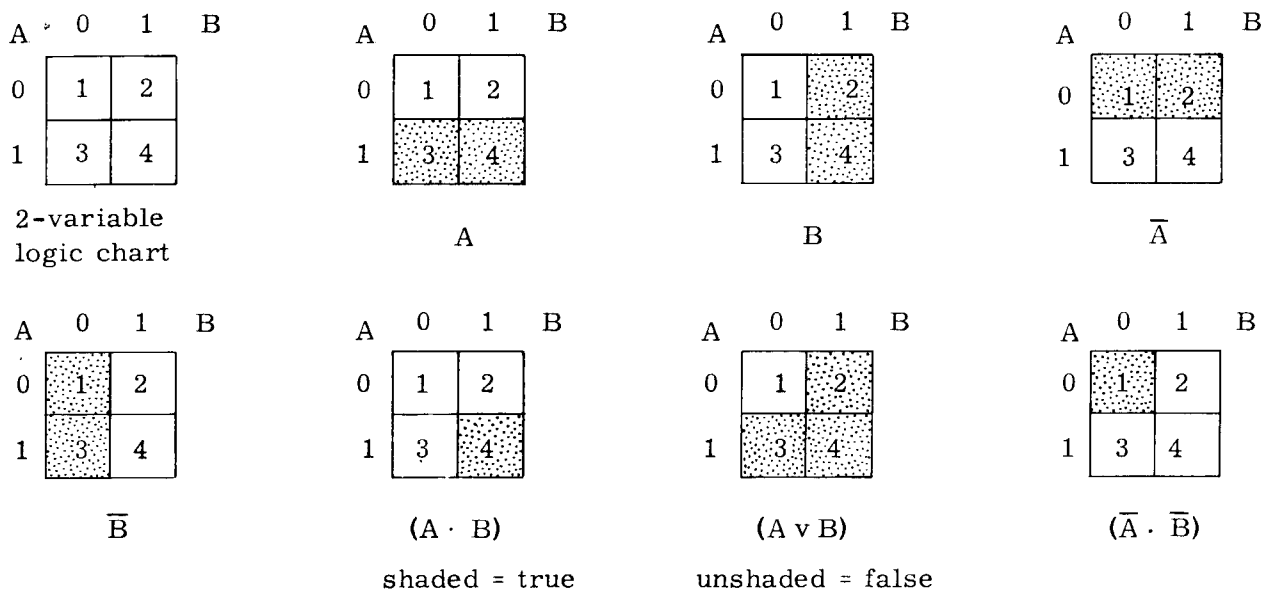 A 0 1 B A 0 1 B A 0 1 B A 0 1 B
0 1 2 0 1 2 0 1 2 0 1 2
1 3 4 1 3 4 1 3 4 1 3 4
2-variable
logic chart
A B A̅
A 0 1 B A 0 1 B A 0 1 B A 0 1 B
0 1 2 0 1 2 0 1 2 0 1 2
1 3 4 1 3 4 1 3 4 1 3 4
B̅ (A · B) (A v B) (A̅ · B̅)
shaded = true unshaded = false